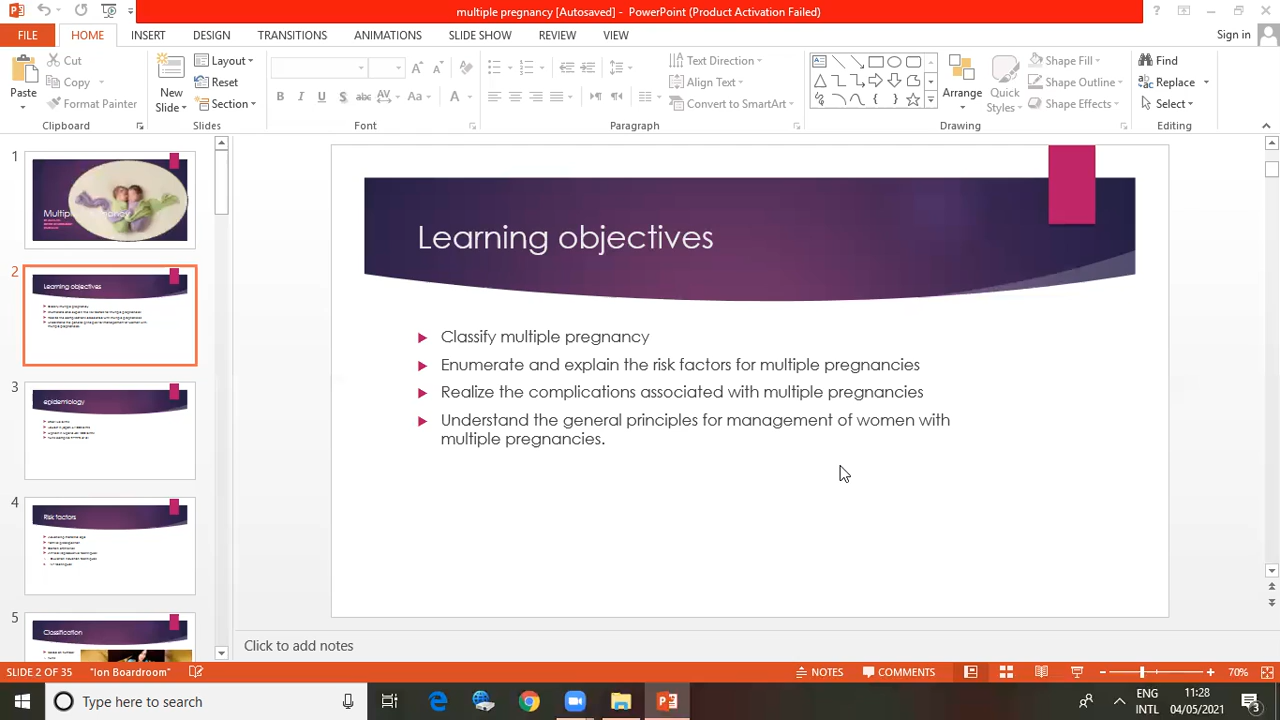 multiple pregnancy [Autosaved] - PowerPoint (Product Activation Failed)
FILE HOME INSERT DESIGN TRANSITIONS ANIMATIONS SLIDE SHOW REVIEW VIEW Sign in
Paste
Cut
Copy
Format Painter
New Slide
Layout
Reset
Section
Text Direction
Align Text
Convert to SmartArt
Arrange
Quick Styles
Shape Fill
Shape Outline
Shape Effects
Find
Replace
Select
Clipboard Slides Font Paragraph Drawing Editing
1
2
Learning objectives
3
epidemiology
4
Risk factors
5
Classification
Learning objectives
Classify multiple pregnancy
Enumerate and explain the risk factors for multiple pregnancies
Realize the complications associated with multiple pregnancies
Understand the general principles for management of women with
multiple pregnancies.
Click to add notes
SLIDE 2 OF 35 "Ion Boardroom" NOTES COMMENTS 70%
Type here to search
ENG
INTL
11:28
04/05/2021
3